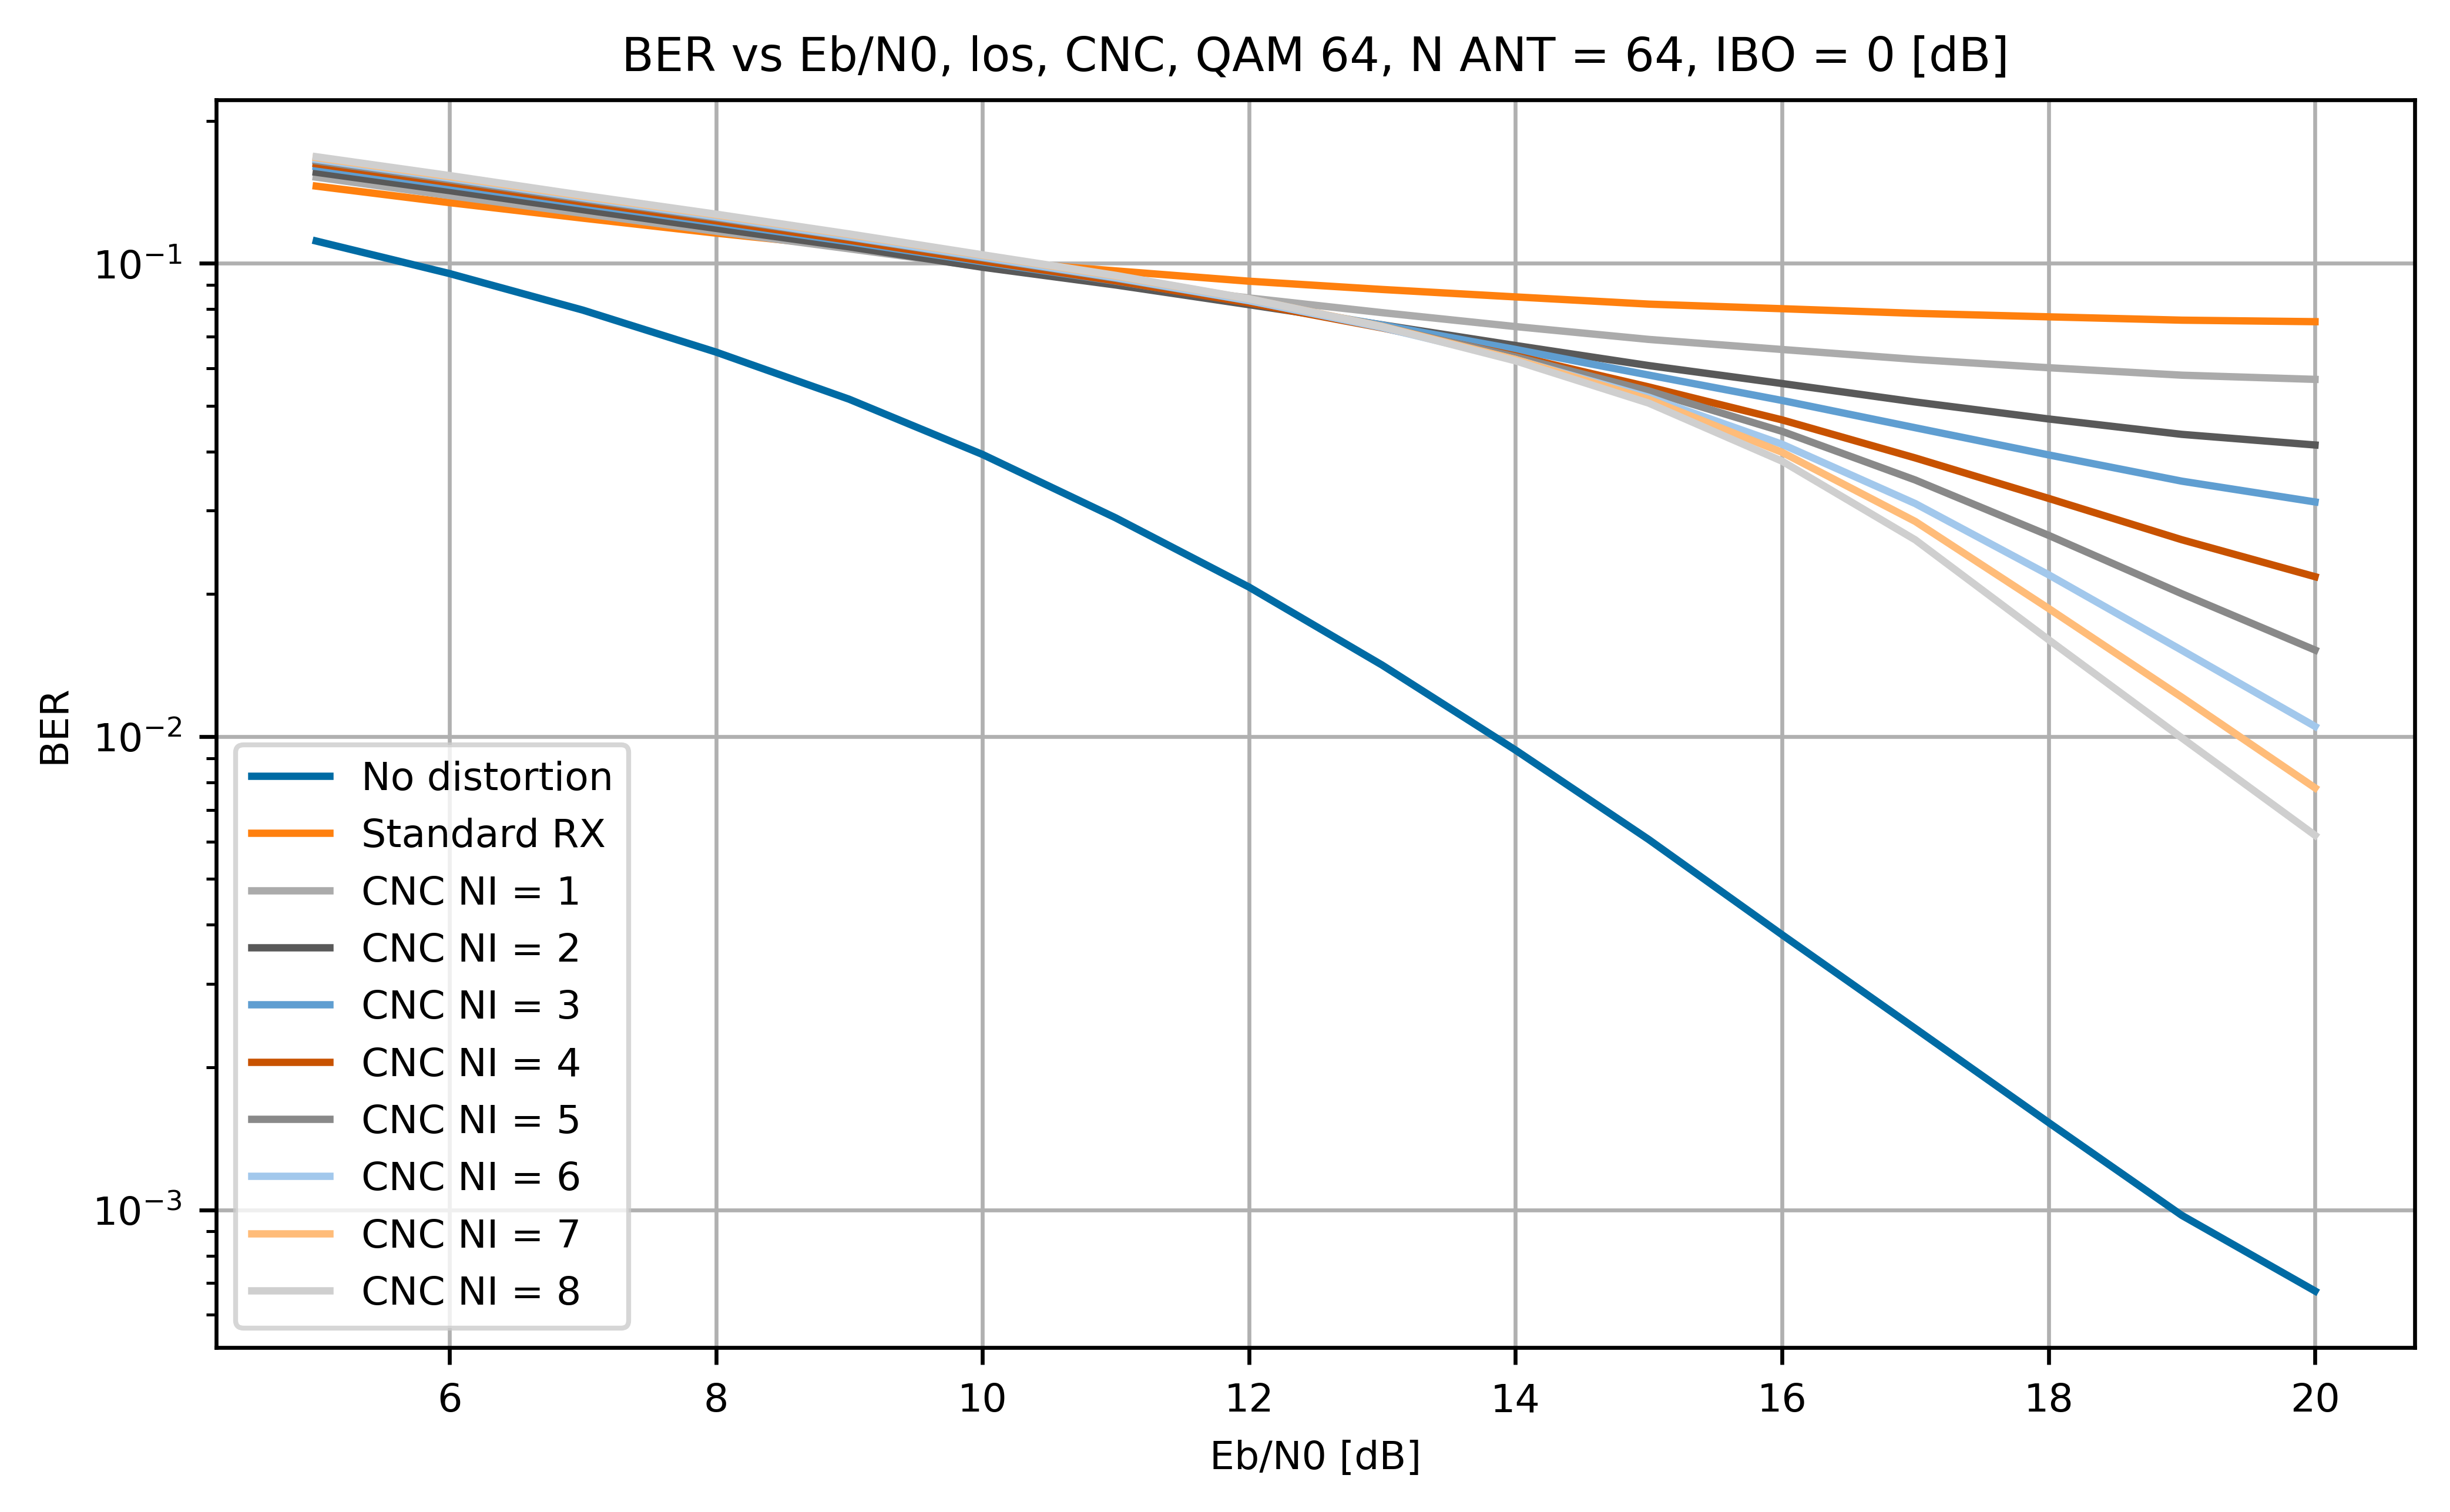 BER vs Eb/N0, los, CNC, QAM 64, N ANT = 64, IBO = 0 [dB]
BER
10⁻¹
10⁻²
10⁻³
No distortion
Standard RX
CNC NI = 1
CNC NI = 2
CNC NI = 3
CNC NI = 4
CNC NI = 5
CNC NI = 6
CNC NI = 7
CNC NI = 8
6 8 10 12 14 16 18 20
Eb/N0 [dB]